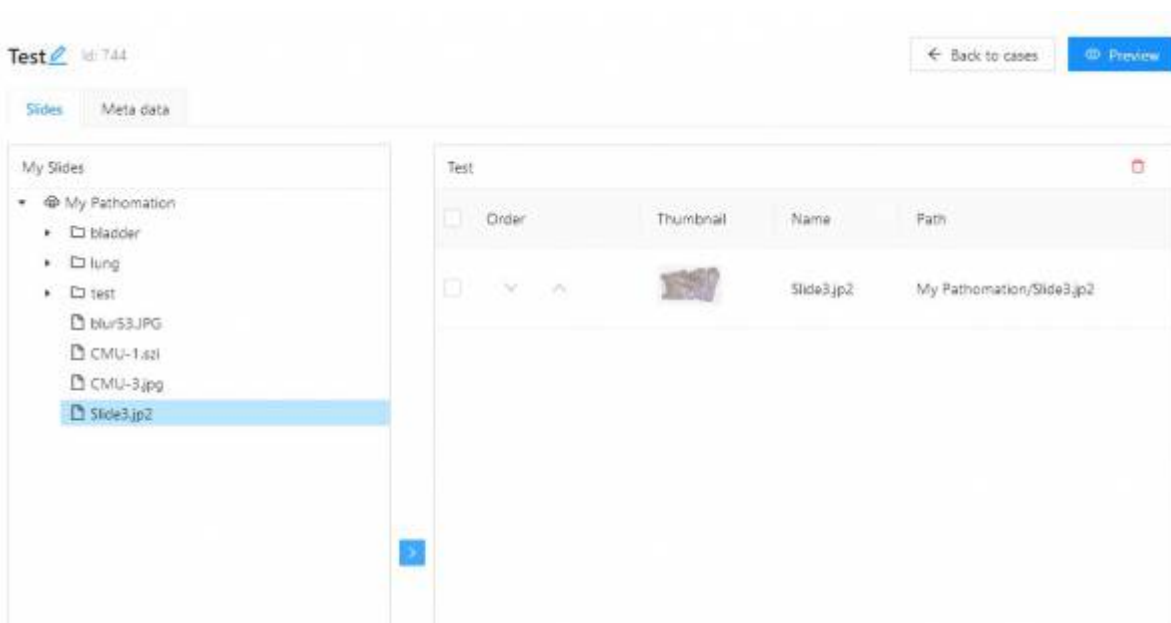 Test Id: 744
← Back to cases
Preview
Slides
Meta data
My Slides
My Pathomation
bladder
lung
test
blur53.JPG
CMU-1.szi
CMU-3.jpg
Slide3.jp2
Test
Order Thumbnail Name Path
Slide3.jp2 My Pathomation/Slide3.jp2